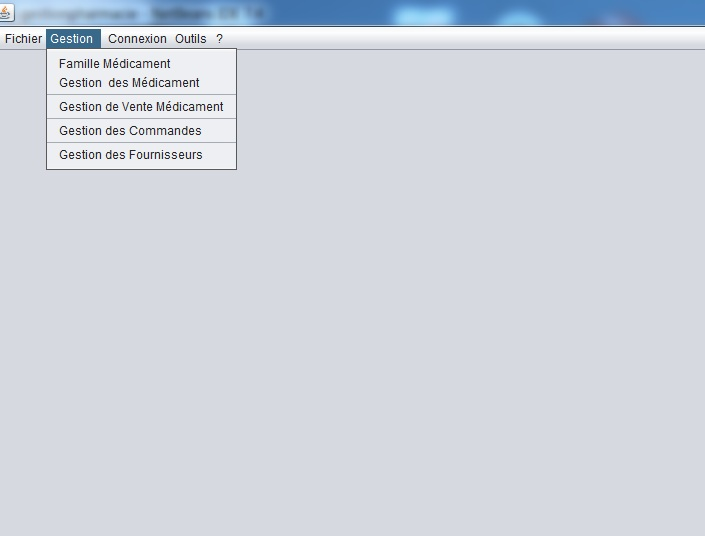 Fichier Gestion Connexion Outils ?
Famille Médicament
Gestion des Médicament
Gestion de Vente Médicament
Gestion des Commandes
Gestion des Fournisseurs